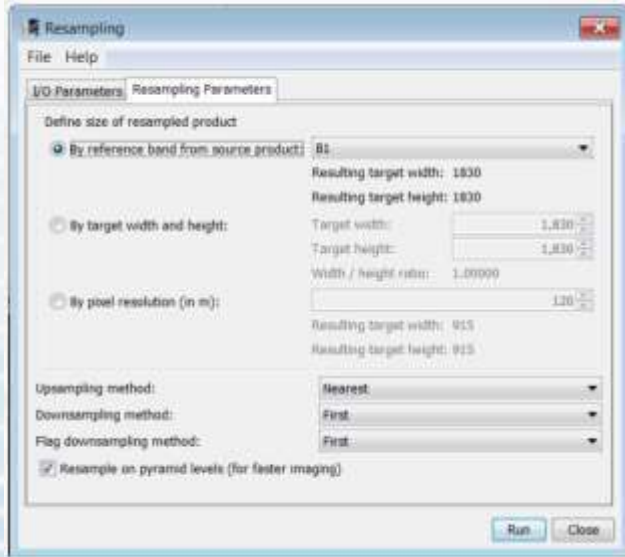 Resampling
File Help
I/O Parameters Resampling Parameters
Define size of resampled product
By reference band from source product: B1
Resulting target width: 1830
Resulting target height: 1830
By target width and height: Target width: 1,830
Target height: 1,830
Width / height ratio: 1.00000
By pixel resolution (in m): 120
Resulting target width: 915
Resulting target height: 915
Upsampling method: Nearest
Downsampling method: First
Flag downsampling method: First
Resample on pyramid levels (for faster imaging)
Run Close